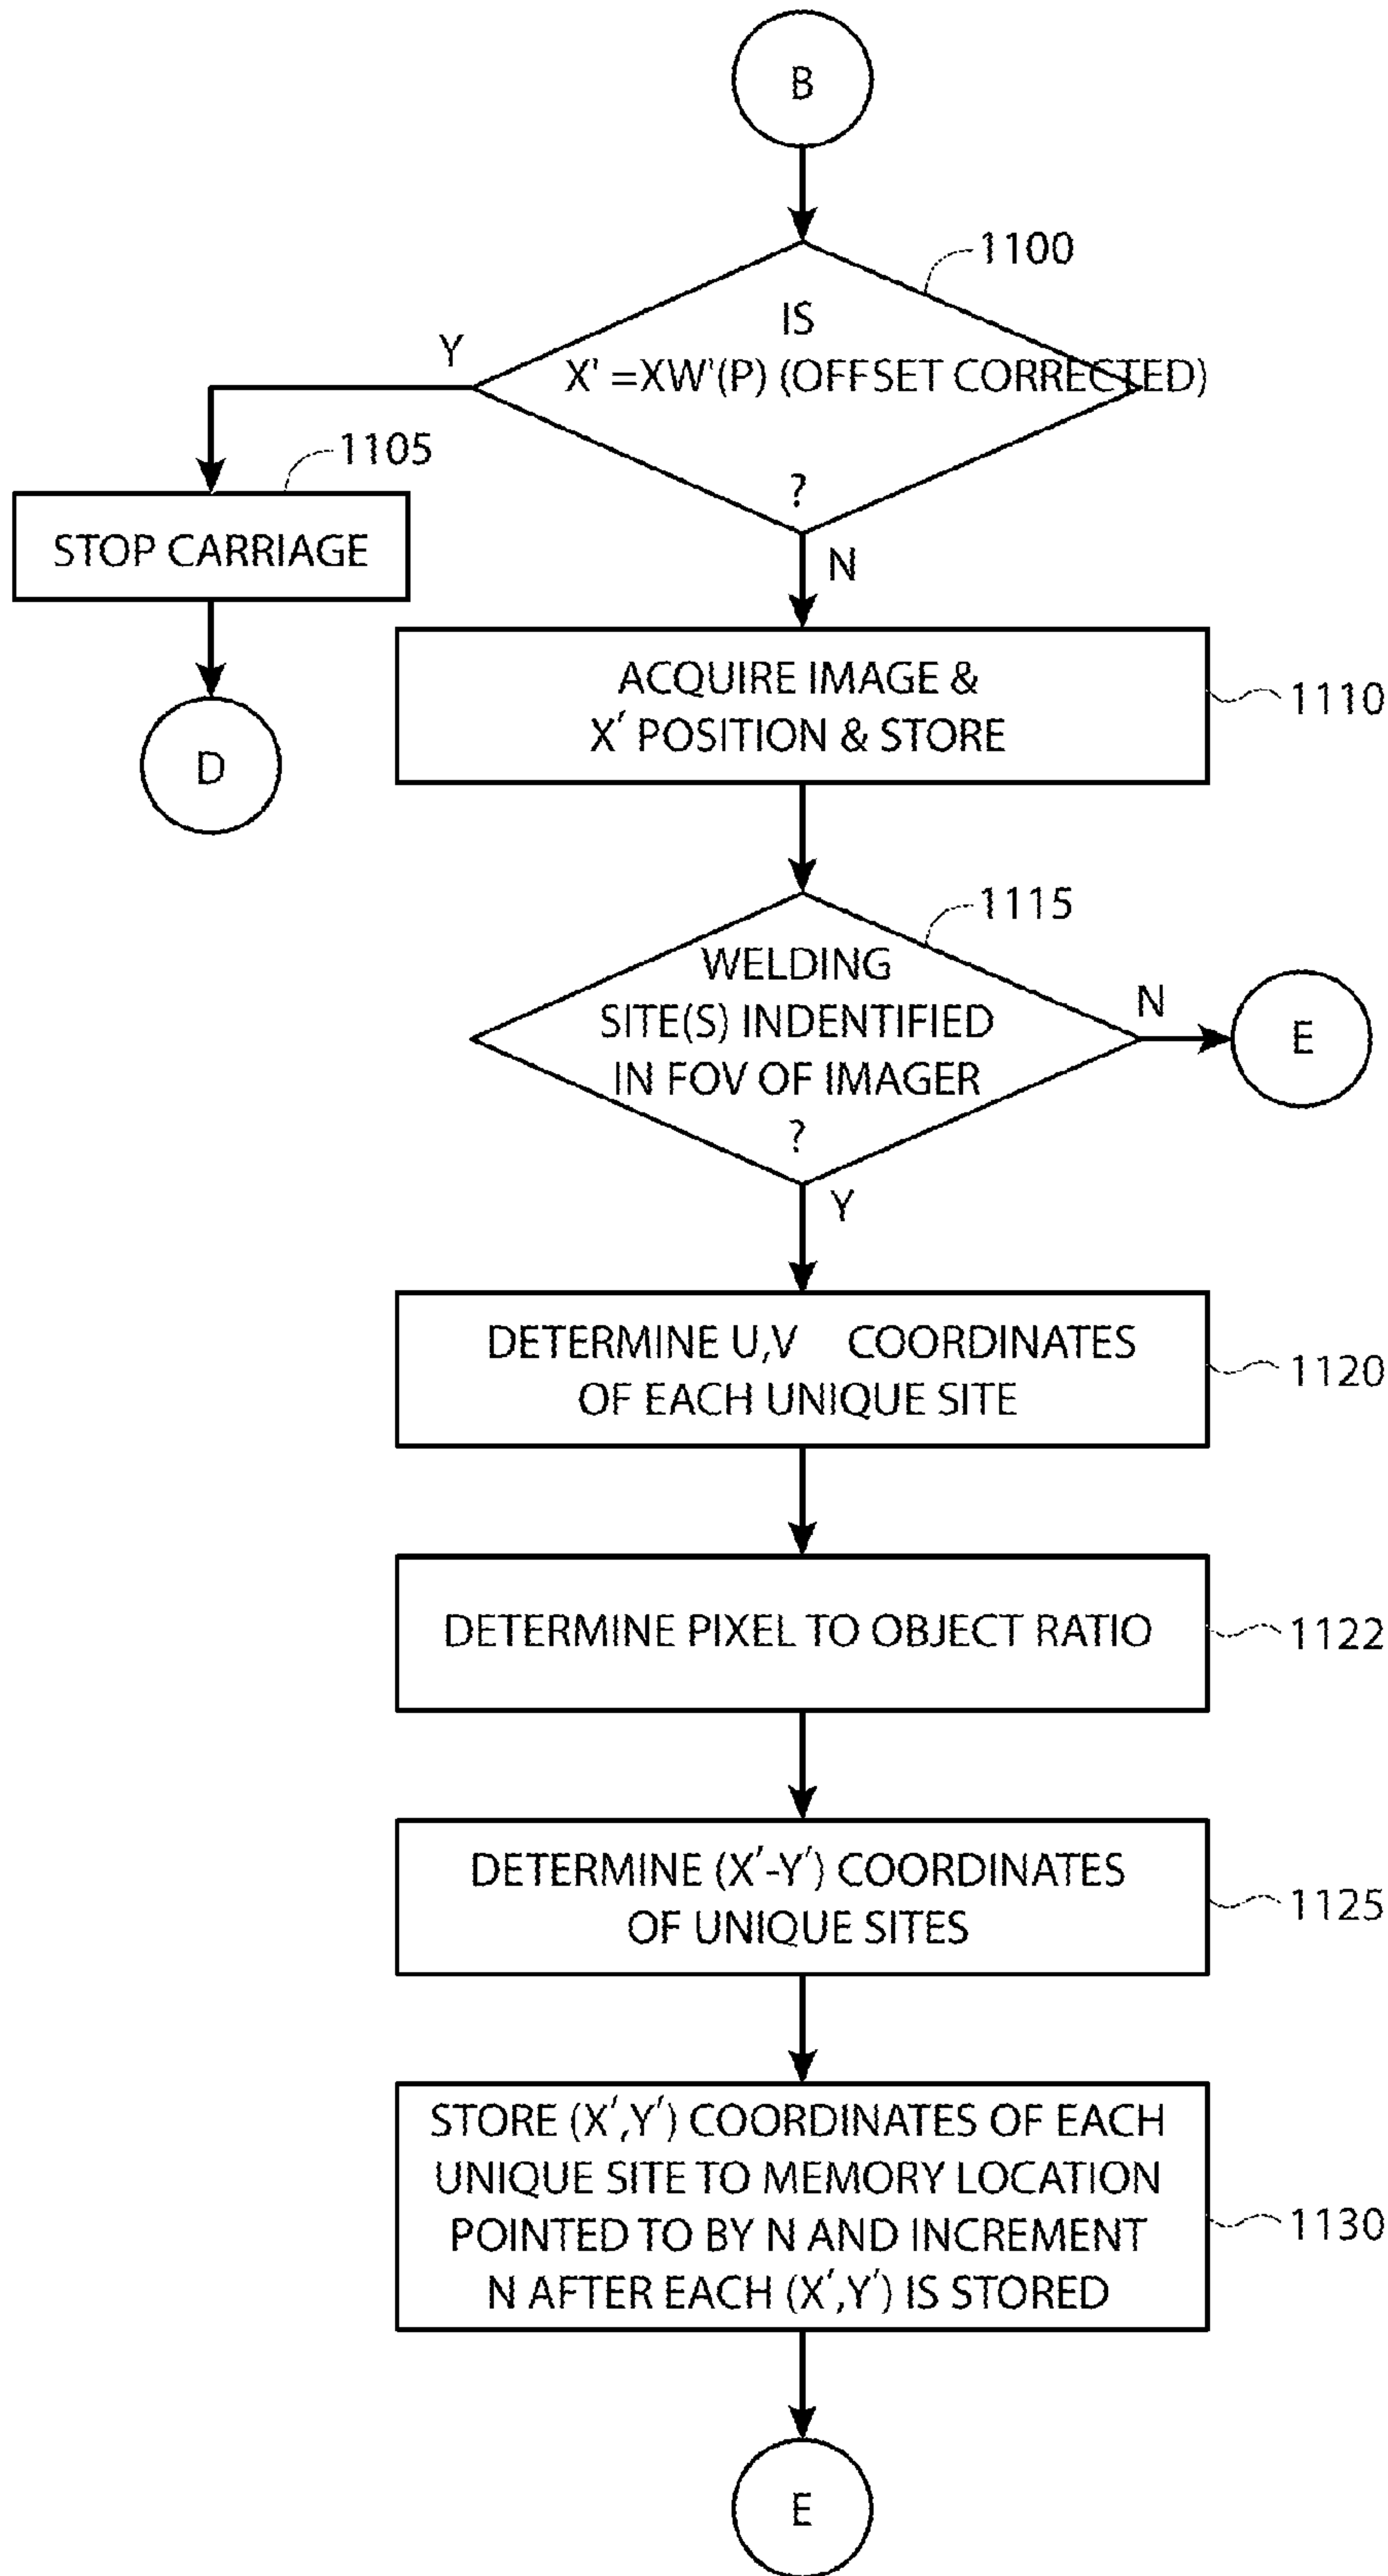 B
1100
IS
X' =XW'(P) (OFFSET CORRECTED)
?
Y
N
1105
STOP CARRIAGE
D
ACQUIRE IMAGE &
X' POSITION & STORE
1110
1115
WELDING
SITE(S) INDENTIFIED
IN FOV OF IMAGER
?
N
E
Y
DETERMINE U,V COORDINATES
OF EACH UNIQUE SITE
1120
DETERMINE PIXEL TO OBJECT RATIO
1122
DETERMINE (X'-Y') COORDINATES
OF UNIQUE SITES
1125
STORE (X',Y') COORDINATES OF EACH
UNIQUE SITE TO MEMORY LOCATION
POINTED TO BY N AND INCREMENT
N AFTER EACH (X',Y') IS STORED
1130
E